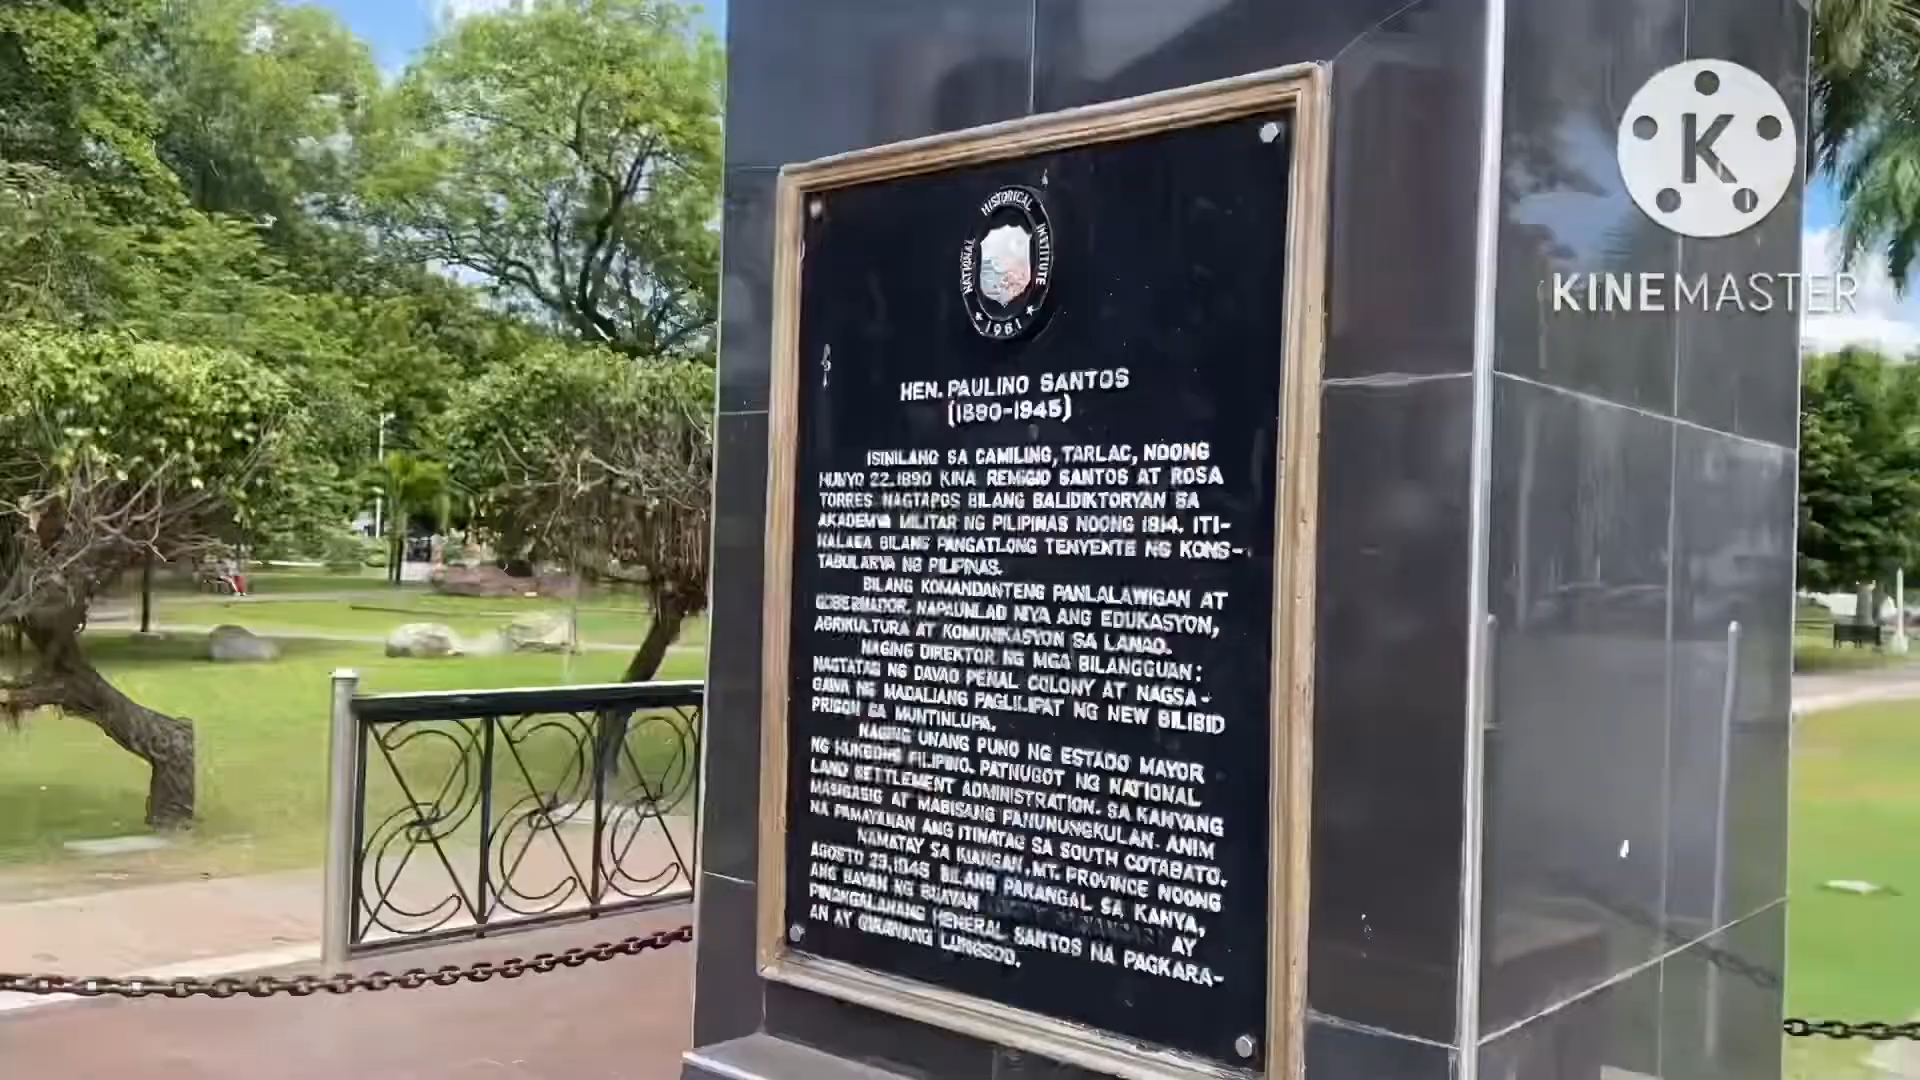 NATIONAL HISTORICAL INSTITUTE
1981
HEN. PAULINO SANTOS
(1890-1945)
ISINILANG SA CAMILING, TARLAC, NOONG
HUNYO 22, 1890 KINA REMIGIO SANTOS AT ROSA
TORRES. NAGTAPOS BILANG BALIDIKTORYAN SA
AKADEMYA MILITAR NG PILIPINAS NOONG 1914. ITI-
NALAGA BILANG PANGATLONG TENYENTE NG KONS-
TABULARYA NG PILIPINAS.
BILANG KOMANDANTENG PANLALAWIGAN AT
GOBERNADOR, NAPAUNLAD NIYA ANG EDUKASYON,
AGRIKULTURA AT KOMUNIKASYON SA LANAO.
NAGING DIREKTOR NG MGA BILANGGUAN:
NAGTATAG NG DAVAO PENAL COLONY AT NAGSA-
GAWA NG MADALIANG PAGLILIPAT NG NEW BILIBID
PRISON SA MUNTINLUPA.
NAGING UNANG PUNO NG ESTADO MAYOR
NG HUKBONG PILIPINO, PATNUGOT NG NATIONAL
LAND SETTLEMENT ADMINISTRATION. SA KANYANG
MASIGASIG AT MABISANG PANUNUNGKULAN. ANIM
NA PAMAYANAN ANG ITINATAG SA SOUTH COTABATO.
NAMATAY SA KIANGAN, MT. PROVINCE NOONG
AGOSTO 29, 1945 BILANG PARANGAL SA KANYA,
ANG BAYAN NG BUAYAN AY
PINANGALANANG HENERAL SANTOS NA PAGKARA-
AN AY GINAWANG LUNGSOD.
K
KINEMASTER